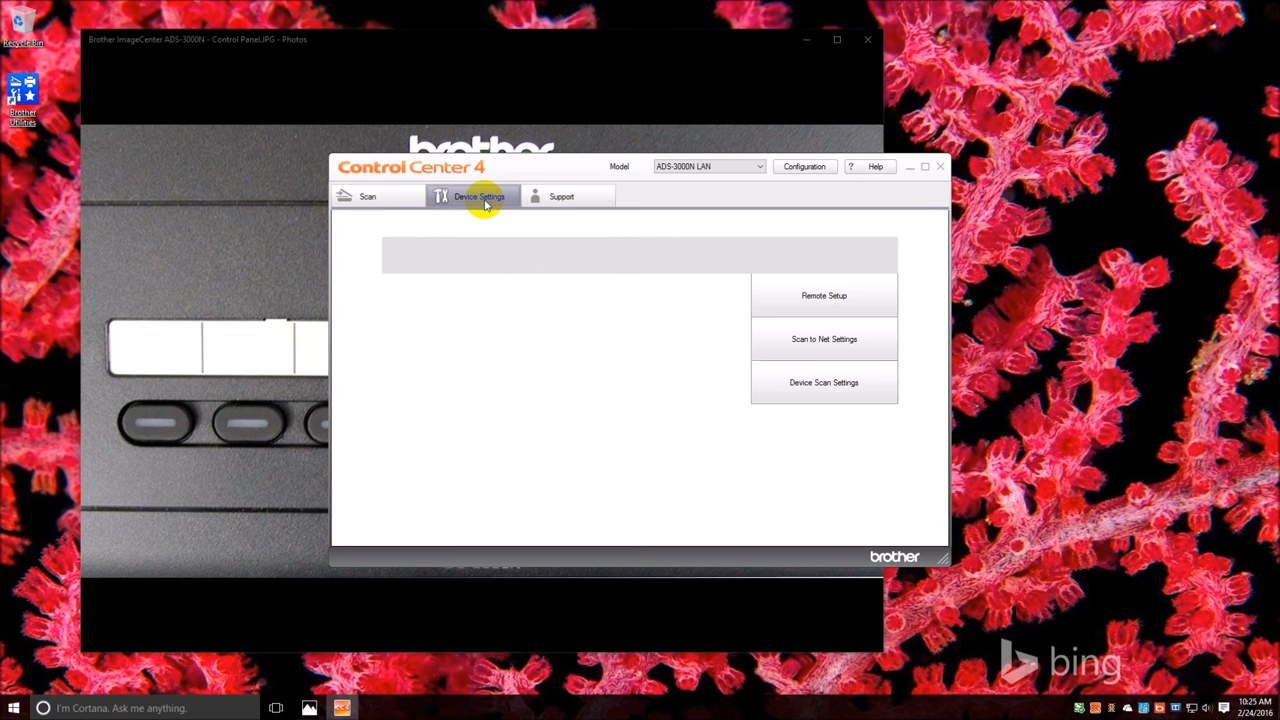 Recycle Bin
Brother
Utilities
Brother ImageCenter ADS-3000N - Control Panel.JPG - Photos
brother
ControlCenter 4
Model
ADS-3000N LAN
Configuration
? Help
Scan
Device Settings
Support
Remote Setup
Scan to Net Settings
Device Scan Settings
brother
bing
I'm Cortana. Ask me anything.
10:25 AM
2/24/2016